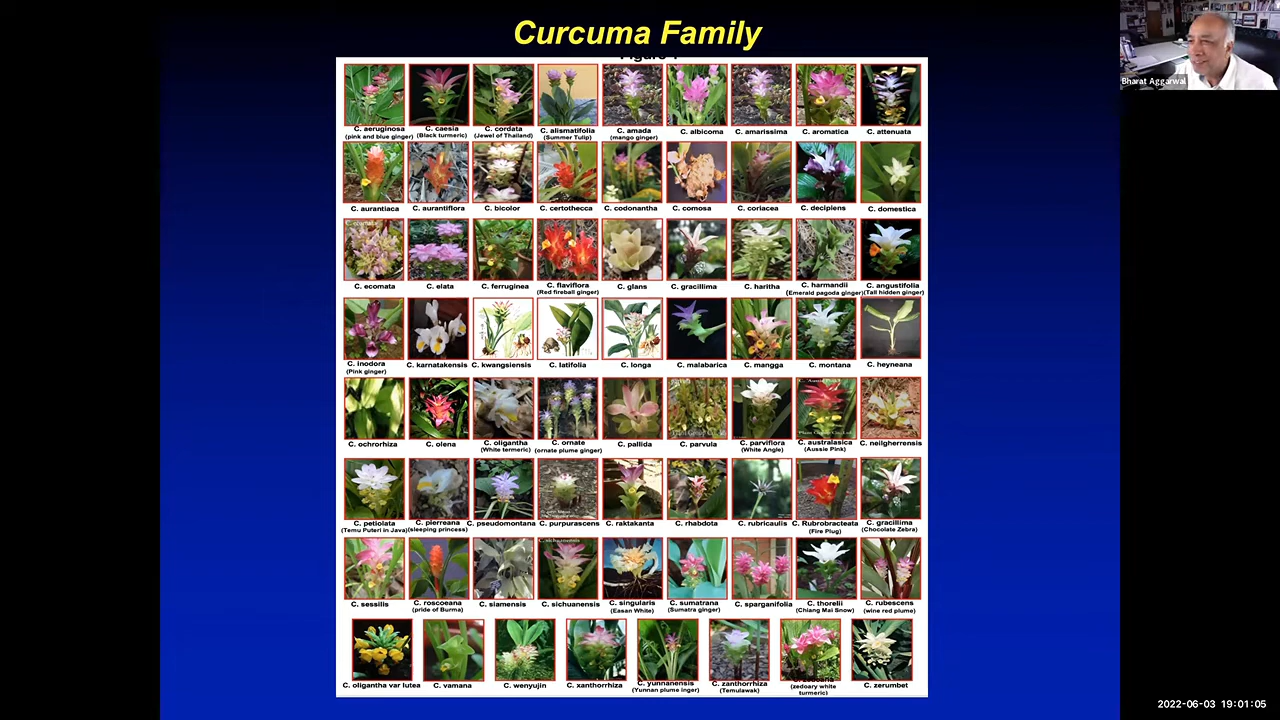 Curcuma Family
Bharat Aggarwal
C. aeruginosa
(pink and blue ginger)
C. caesia
(Black turmeric)
C. cordata
(Jewel of Thailand)
C. alismatifolia
(Summer Tulip)
C. amada
(mango ginger)
C. albicoma
C. amarissima
C. aromatica
C. attenuata
C. aurantiaca
C. aurantiflora
C. bicolor
C. certothecca
C. codonantha
C. comosa
C. coriacea
C. decipiens
C. domestica
C. ecomata
C. elata
C. ferruginea
C. flaviflora
(Red fireball ginger)
C. glans
C. gracillima
C. haritha
C. harmandii
(Emerald pagoda ginger)
C. angustifolia
(Tall hidden ginger)
C. inodora
(Pink ginger)
C. karnatakensis
C. kwangsiensis
C. latifolia
C. longa
C. malabarica
C. mangga
C. montana
C. heyneana
C. ochrorhiza
C. olena
C. oligantha
(White termeric)
C. ornate
(ornate plume ginger)
C. pallida
C. parvula
C. parviflora
(White Angle)
C. australasica
(Aussie Pink)
C. neilgherrensis
C. petiolata
(Temu Puteri in Java)
C. pierreana
(sleeping princess)
C. pseudomontana
C. purpurascens
C. raktakanta
C. rhabdota
C. rubricaulis
C. Rubrobracteata
(Fire Plug)
C. gracillima
(Chocolate Zebra)
C. sessilis
C. roscoeana
(pride of Burma)
C. siamensis
C. sichuanensis
C. singularis
(Easan White)
C. sumatrana
(Sumatra ginger)
C. sparganifolia
C. thorelii
(Chiang Mai Snow)
C. rubescens
(wine red plume)
C. oligantha var lutea
C. vamana
C. wenyujin
C. xanthorrhiza
C. yunnanensis
(Yunnan plume inger)
C. zanthorrhiza
(Temulawak)
(zedoary white
turmeric)
C. zerumbet
2022-06-03 19:01:05